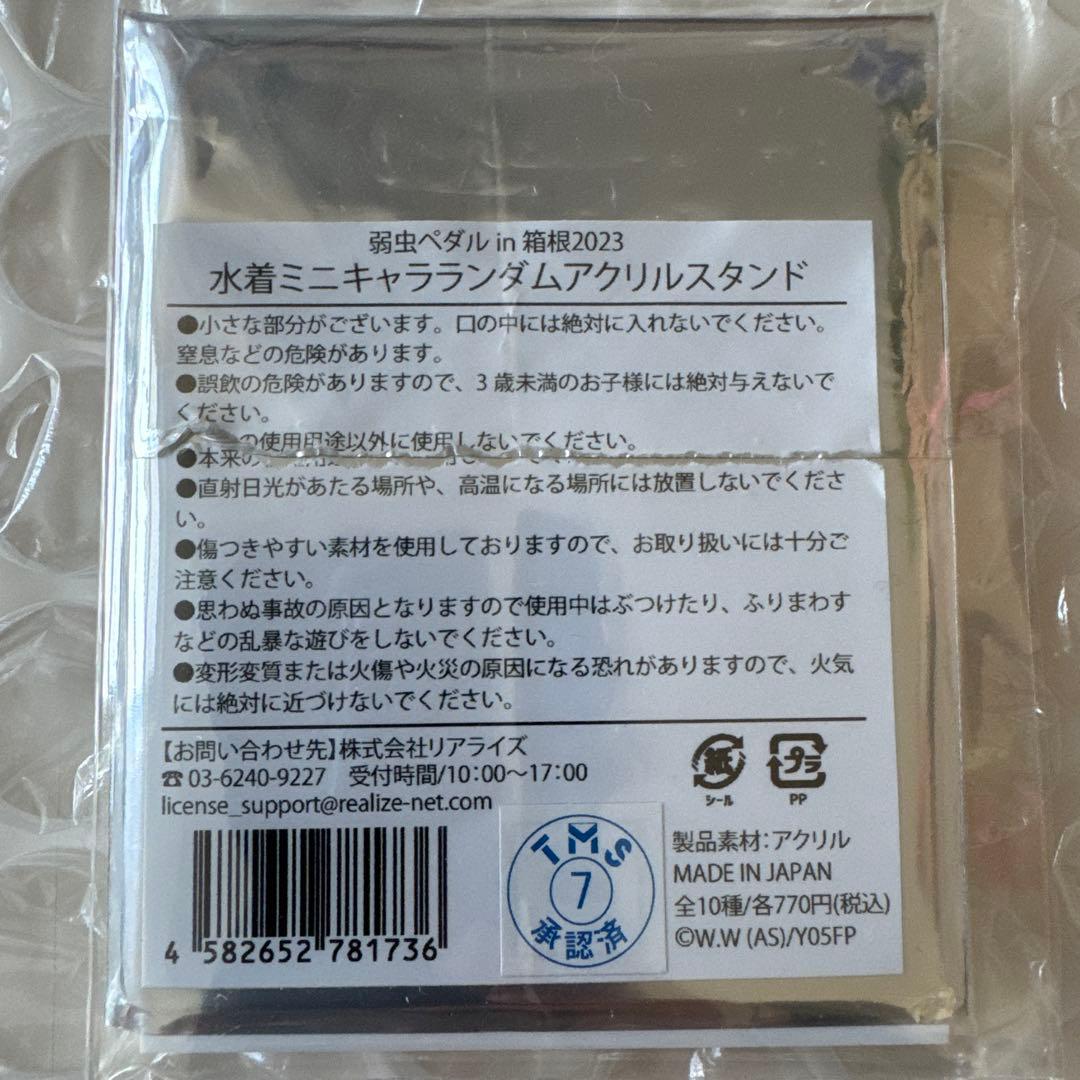 弱虫ペダル in 箱根2023
水着ミニキャラランダムアクリルスタンド
●小さな部分がございます。口の中には絶対に入れないでください。
窒息などの危険があります。
●誤飲の危険がありますので、3歳未満のお子様には絶対与えないで
ください。
●本来の使用用途以外に使用しないでください。
●直射日光があたる場所や、高温になる場所には放置しないでくださ
い。
●傷つきやすい素材を使用しておりますので、お取り扱いには十分ご
注意ください。
●思わぬ事故の原因となりますので使用中はぶつけたり、ふりまわす
などの乱暴な遊びをしないでください。
●変形変質または火傷や火災の原因になる恐れがありますので、火気
には絶対に近づけないでください。
【お問い合わせ先】株式会社リアライズ
☎03-6240-9227 受付時間/10:00〜17:00
license_support@realize-net.com
紙
シール
プラ
PP
4 582652 781736
TMS
7
承認済
製品素材:アクリル
MADE IN JAPAN
全10種/各770円(税込)
©W.W (AS)/Y05FP